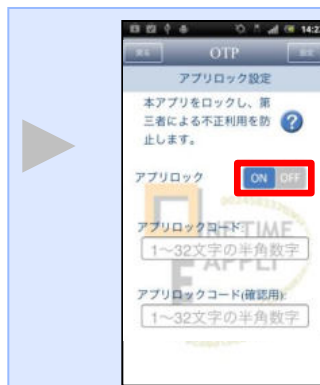 14:2
戻る OTP
アプリロック設定
本アプリをロックし、第
三者による不正利用を防
止します。
アプリロック ON OFF
アプリロックコード:
1～32文字の半角数字
アプリロックコード(確認用):
1～32文字の半角数字